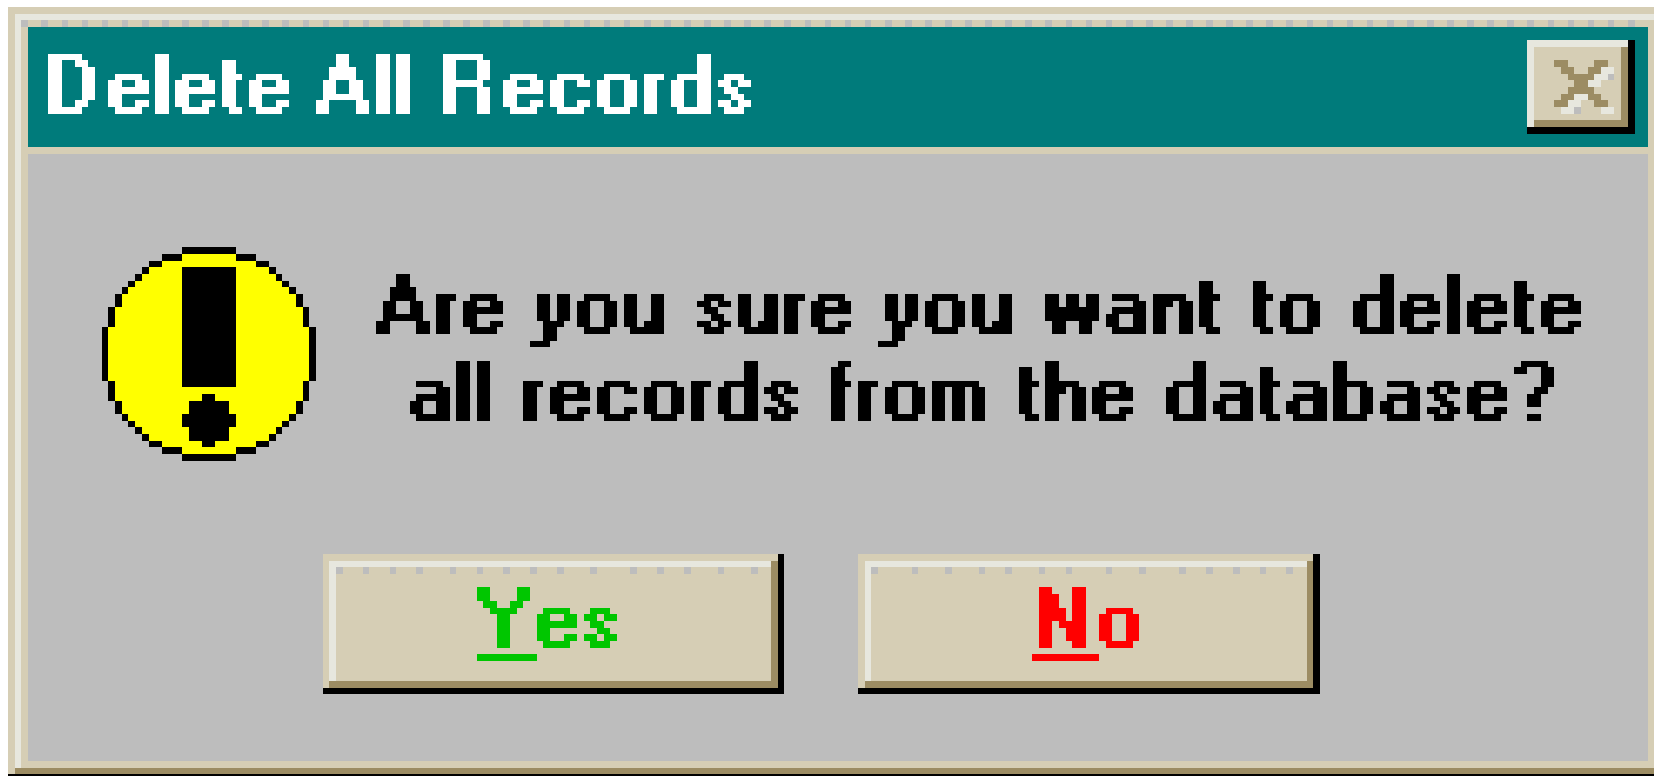 Delete All Records
Are you sure you want to delete
all records from the database?
Yes
No